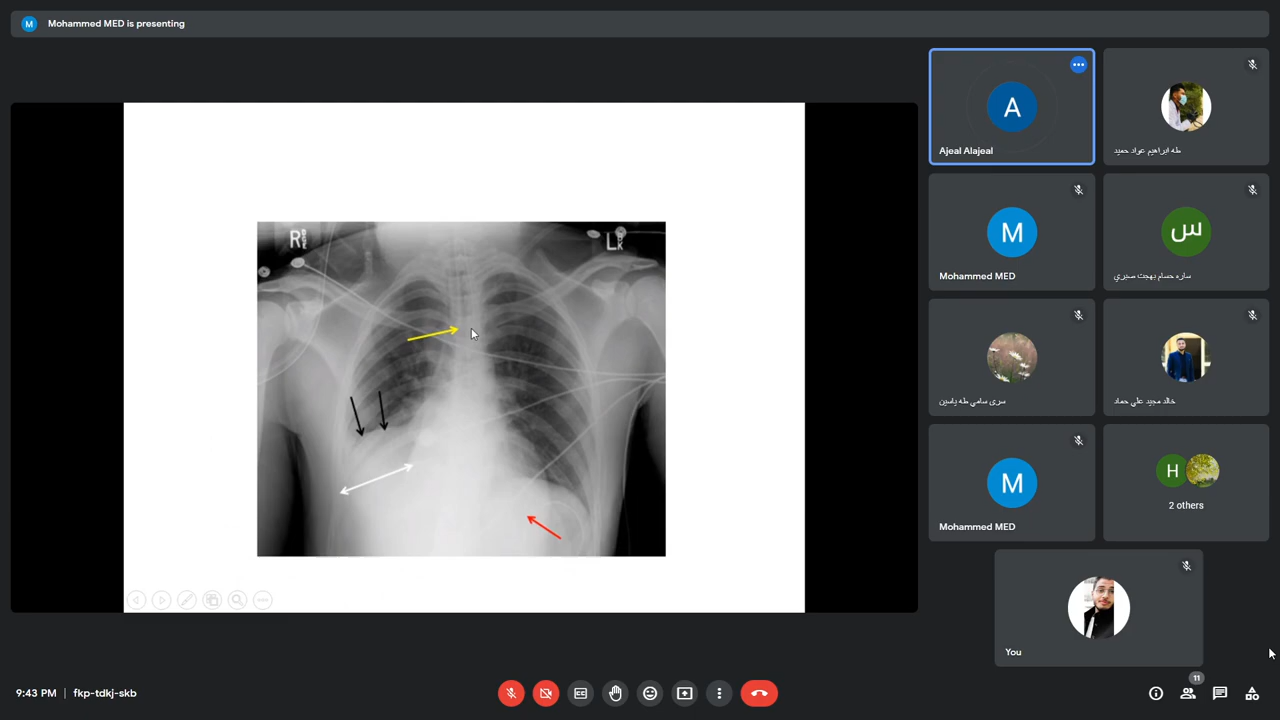 M Mohammed MED is presenting
R
L
A
Ajeal Alajeal
طه ابراهيم عواد حميد
M
Mohammed MED
س
ساره حسام بهجت صبري
سرى سامي طه ياسين
خالد مجيد علي حماد
M
Mohammed MED
H
2 others
You
9:43 PM | fkp-tdkj-skb
11